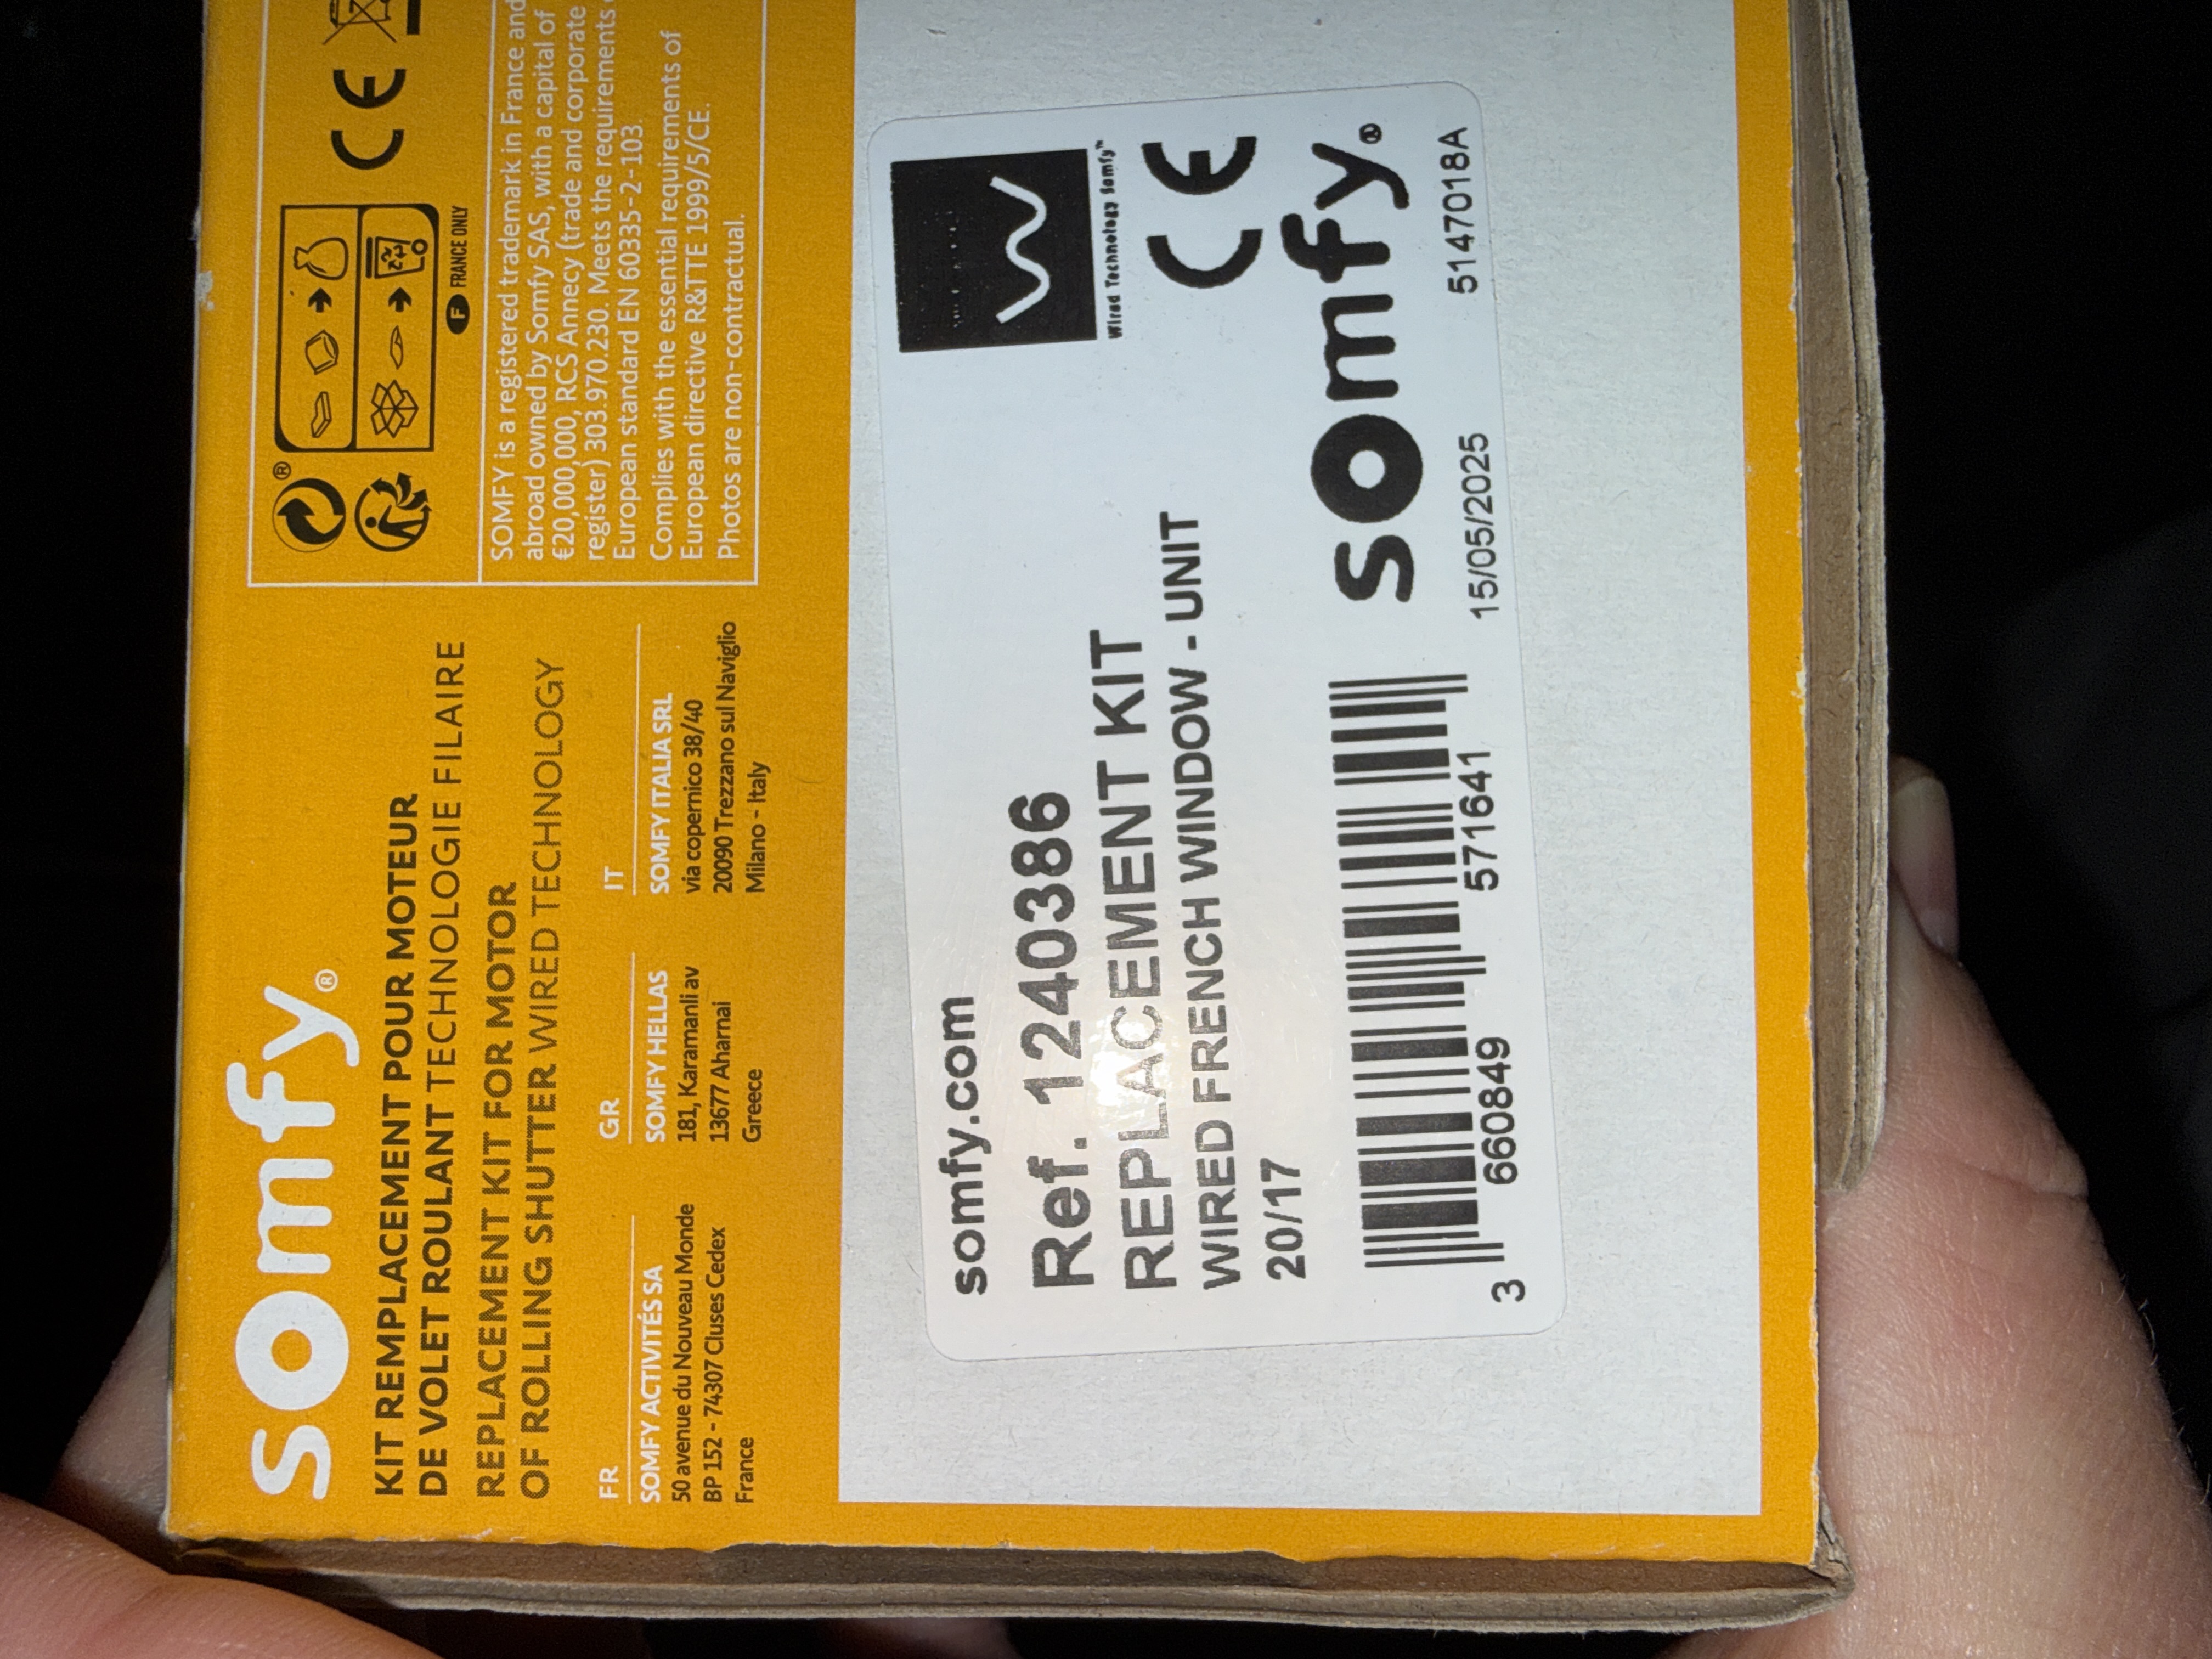 somfy®
KIT REMPLACEMENT POUR MOTEUR
DE VOLET ROULANT TECHNOLOGIE FILAIRE
REPLACEMENT KIT FOR MOTOR
OF ROLLING SHUTTER WIRED TECHNOLOGY
FR
SOMFY ACTIVITÉS SA
50 avenue du Nouveau Monde
BP 152 - 74307 Cluses Cedex
France
GR
SOMFY HELLAS
181, Karamanli av
13677 Aharnai
Greece
IT
SOMFY ITALIA SRL
via copernico 38/40
20090 Trezzano sul Naviglio
Milano - Italy
®
F FRANCE ONLY
CE
SOMFY is a registered trademark in France and
abroad owned by Somfy SAS, with a capital of
€20,000,000, RCS Annecy (trade and corporate
register) 303.970.230. Meets the requirements
European standard EN 60335-2-103.
Complies with the essential requirements of
European directive R&TTE 1999/5/CE.
Photos are non-contractual.
somfy.com
Ref. 1240386
REPLACEMENT KIT
WIRED FRENCH WINDOW - UNIT
20/17
Wired Technology Somfy™
CE
somfy®
3 660849 571641
15/05/2025
5147018A